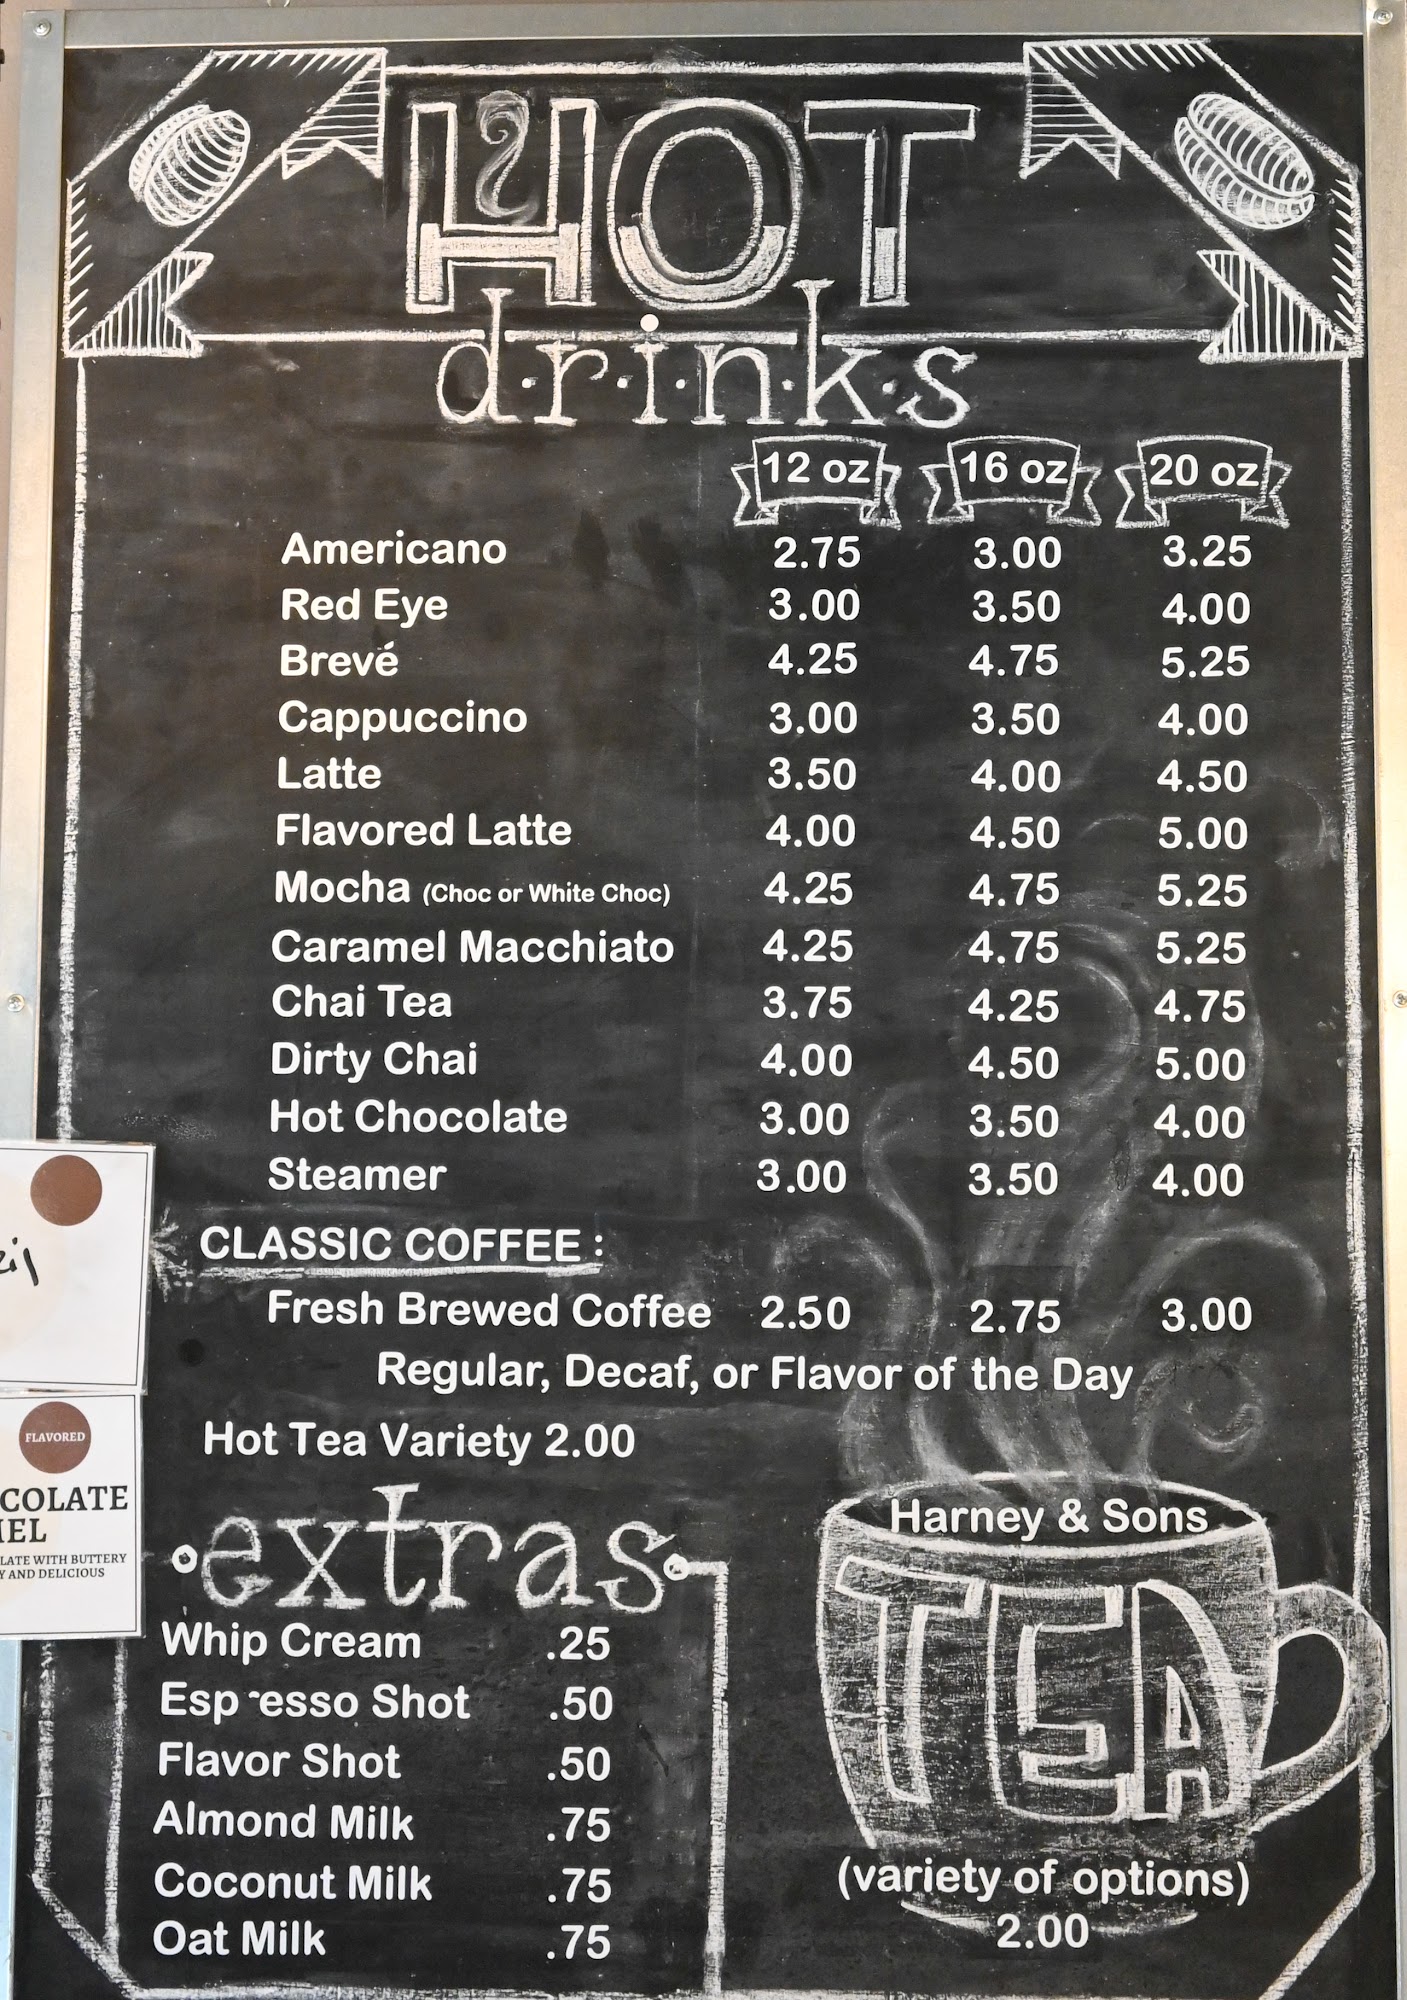 HOT
d·r·i·n·k·s
12 oz 16 oz 20 oz
Americano 2.75 3.00 3.25
Red Eye 3.00 3.50 4.00
Brevé 4.25 4.75 5.25
Cappuccino 3.00 3.50 4.00
Latte 3.50 4.00 4.50
Flavored Latte 4.00 4.50 5.00
Mocha (Choc or White Choc) 4.25 4.75 5.25
Caramel Macchiato 4.25 4.75 5.25
Chai Tea 3.75 4.25 4.75
Dirty Chai 4.00 4.50 5.00
Hot Chocolate 3.00 3.50 4.00
Steamer 3.00 3.50 4.00
CLASSIC COFFEE :
Fresh Brewed Coffee 2.50 2.75 3.00
Regular, Decaf, or Flavor of the Day
Hot Tea Variety 2.00
extras
Whip Cream .25
Esp esso Shot .50
Flavor Shot .50
Almond Milk .75
Coconut Milk .75
Oat Milk .75
Harney & Sons
TEA
(variety of options)
2.00
FLAVORED
COLATE
EL
LATE WITH BUTTERY
Y AND DELICIOUS